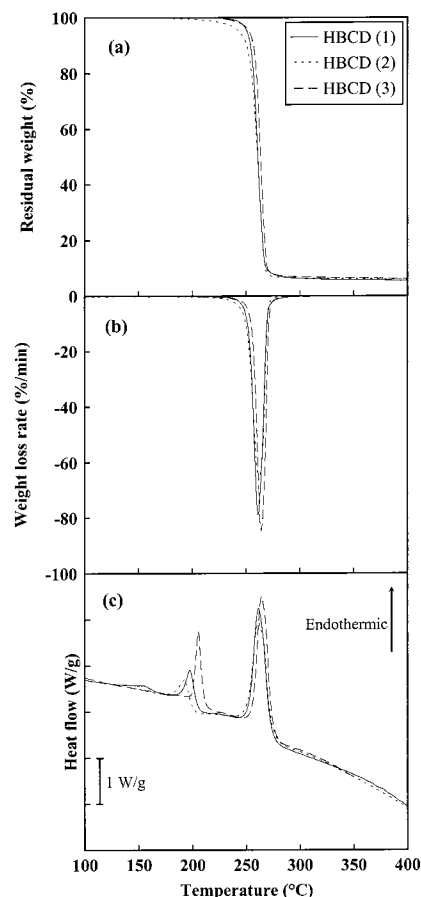 100
(a)
HBCD (1)
HBCD (2)
HBCD (3)
80
60
40
20
Residual weight (%)
0
(b)
-20
-40
-60
-80
-100
Weight loss rate (%/min)
(c)
Endothermic
Heat flow (W/g)
1 W/g
100 150 200 250 300 350 400
Temperature (°C)